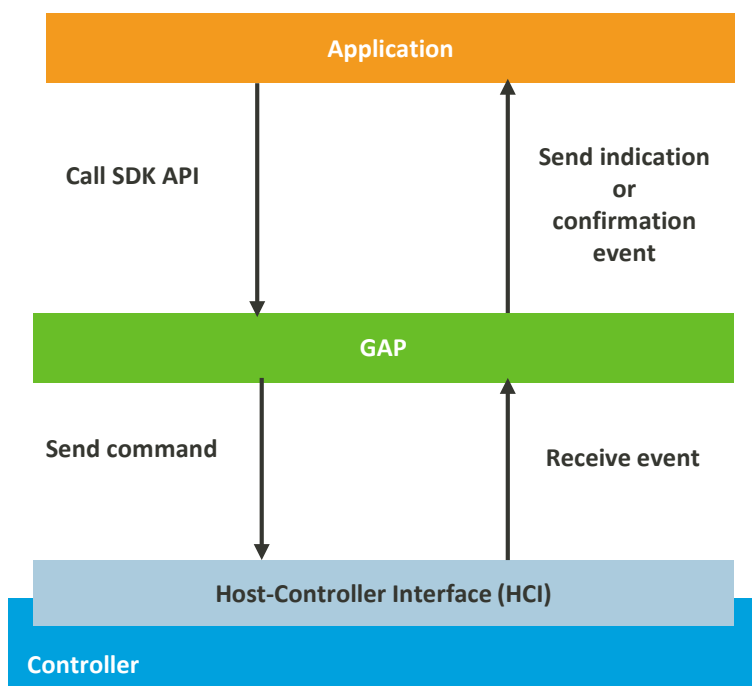 Application
Call SDK API
Send indication
or
confirmation
event
GAP
Send command
Receive event
Host-Controller Interface (HCI)
Controller